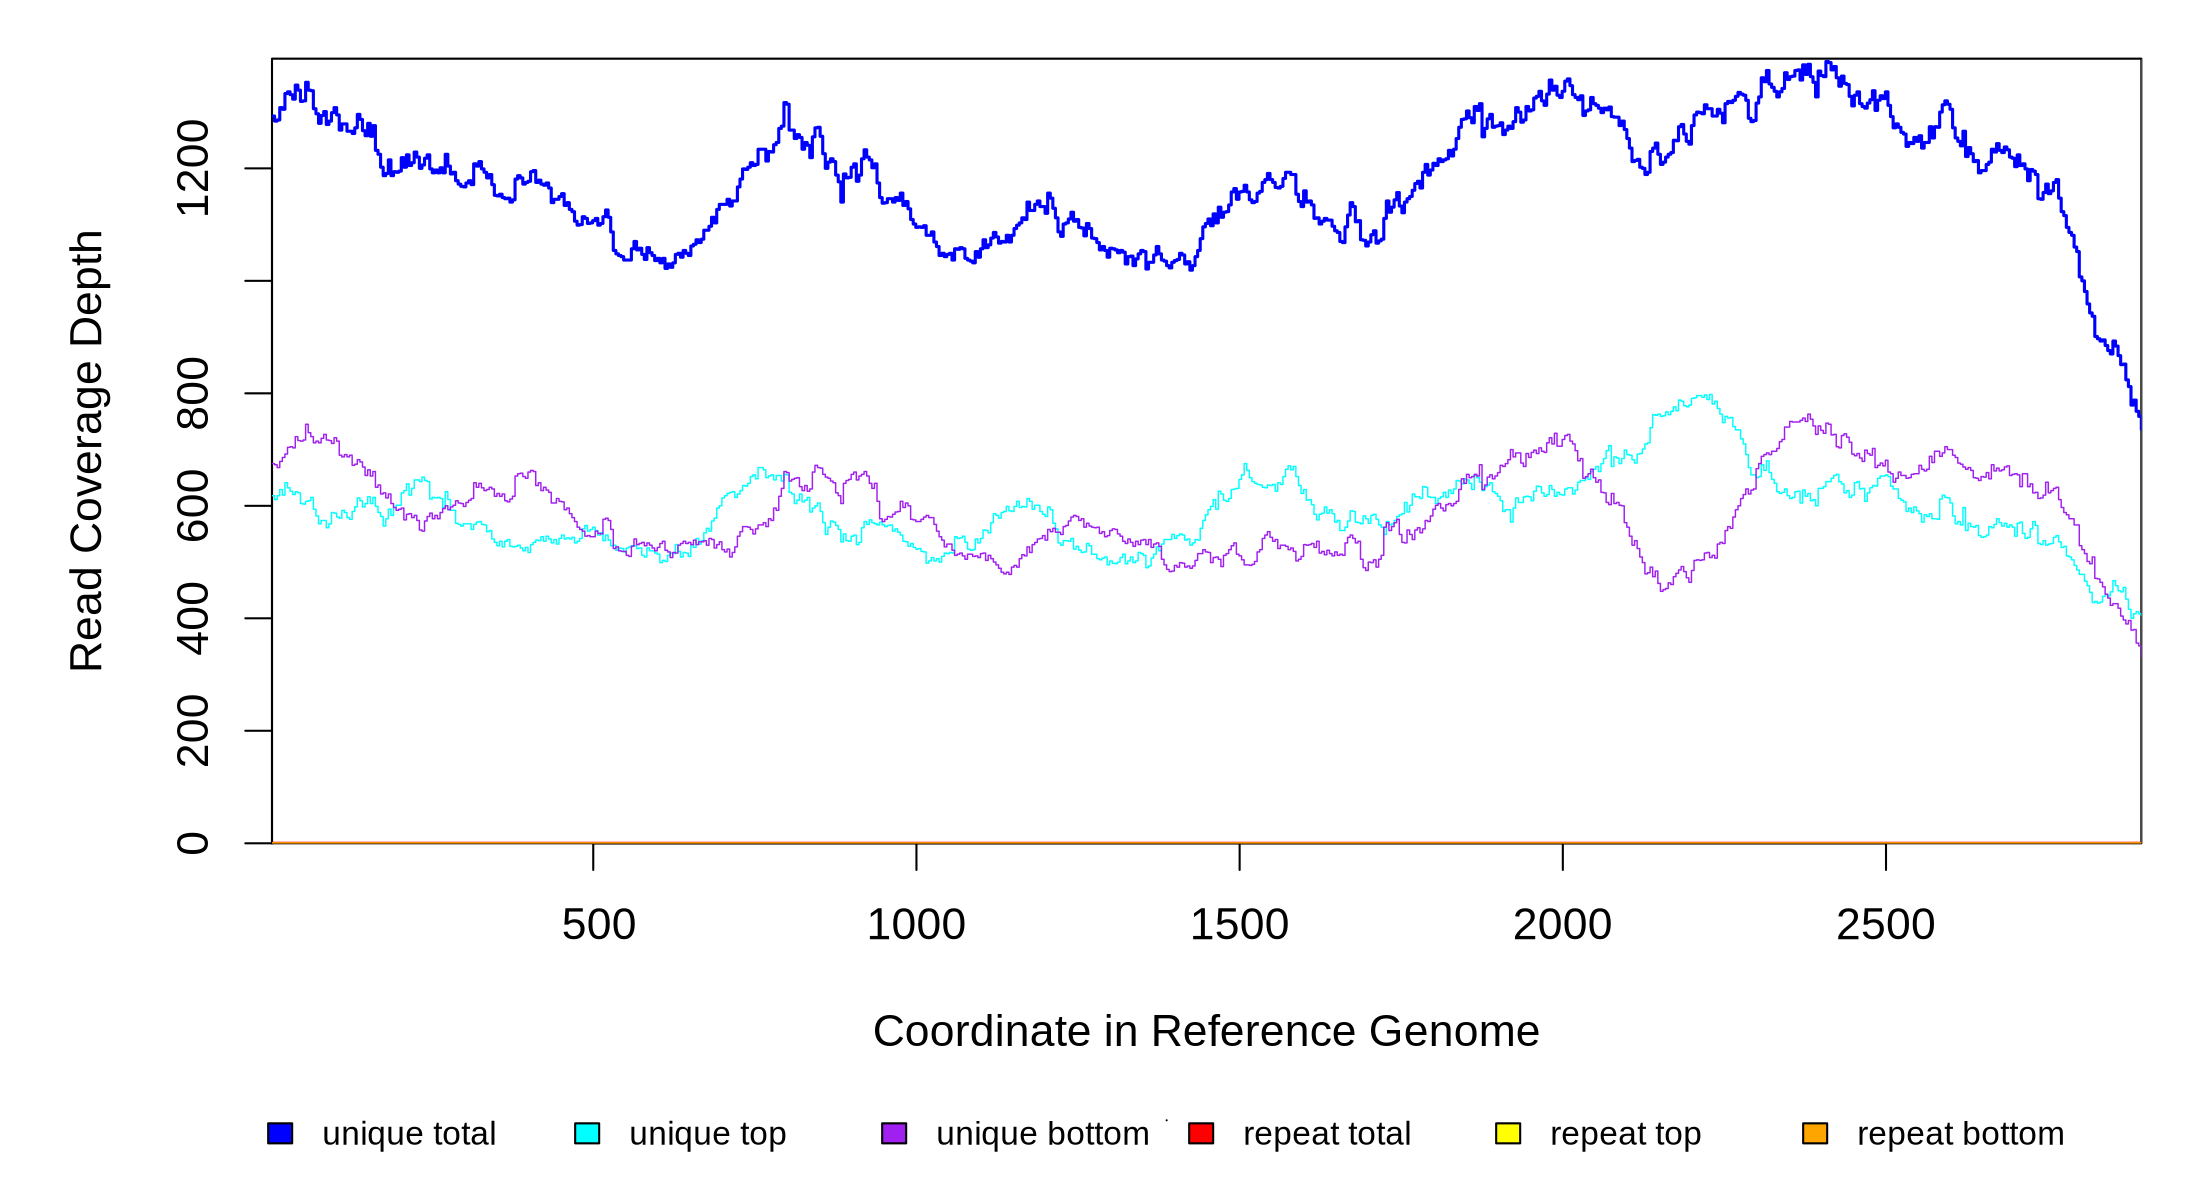 Read Coverage Depth
1200
800
600
400
200
0
500 1000 1500 2000 2500
Coordinate in Reference Genome
unique total unique top unique bottom repeat total repeat top repeat bottom